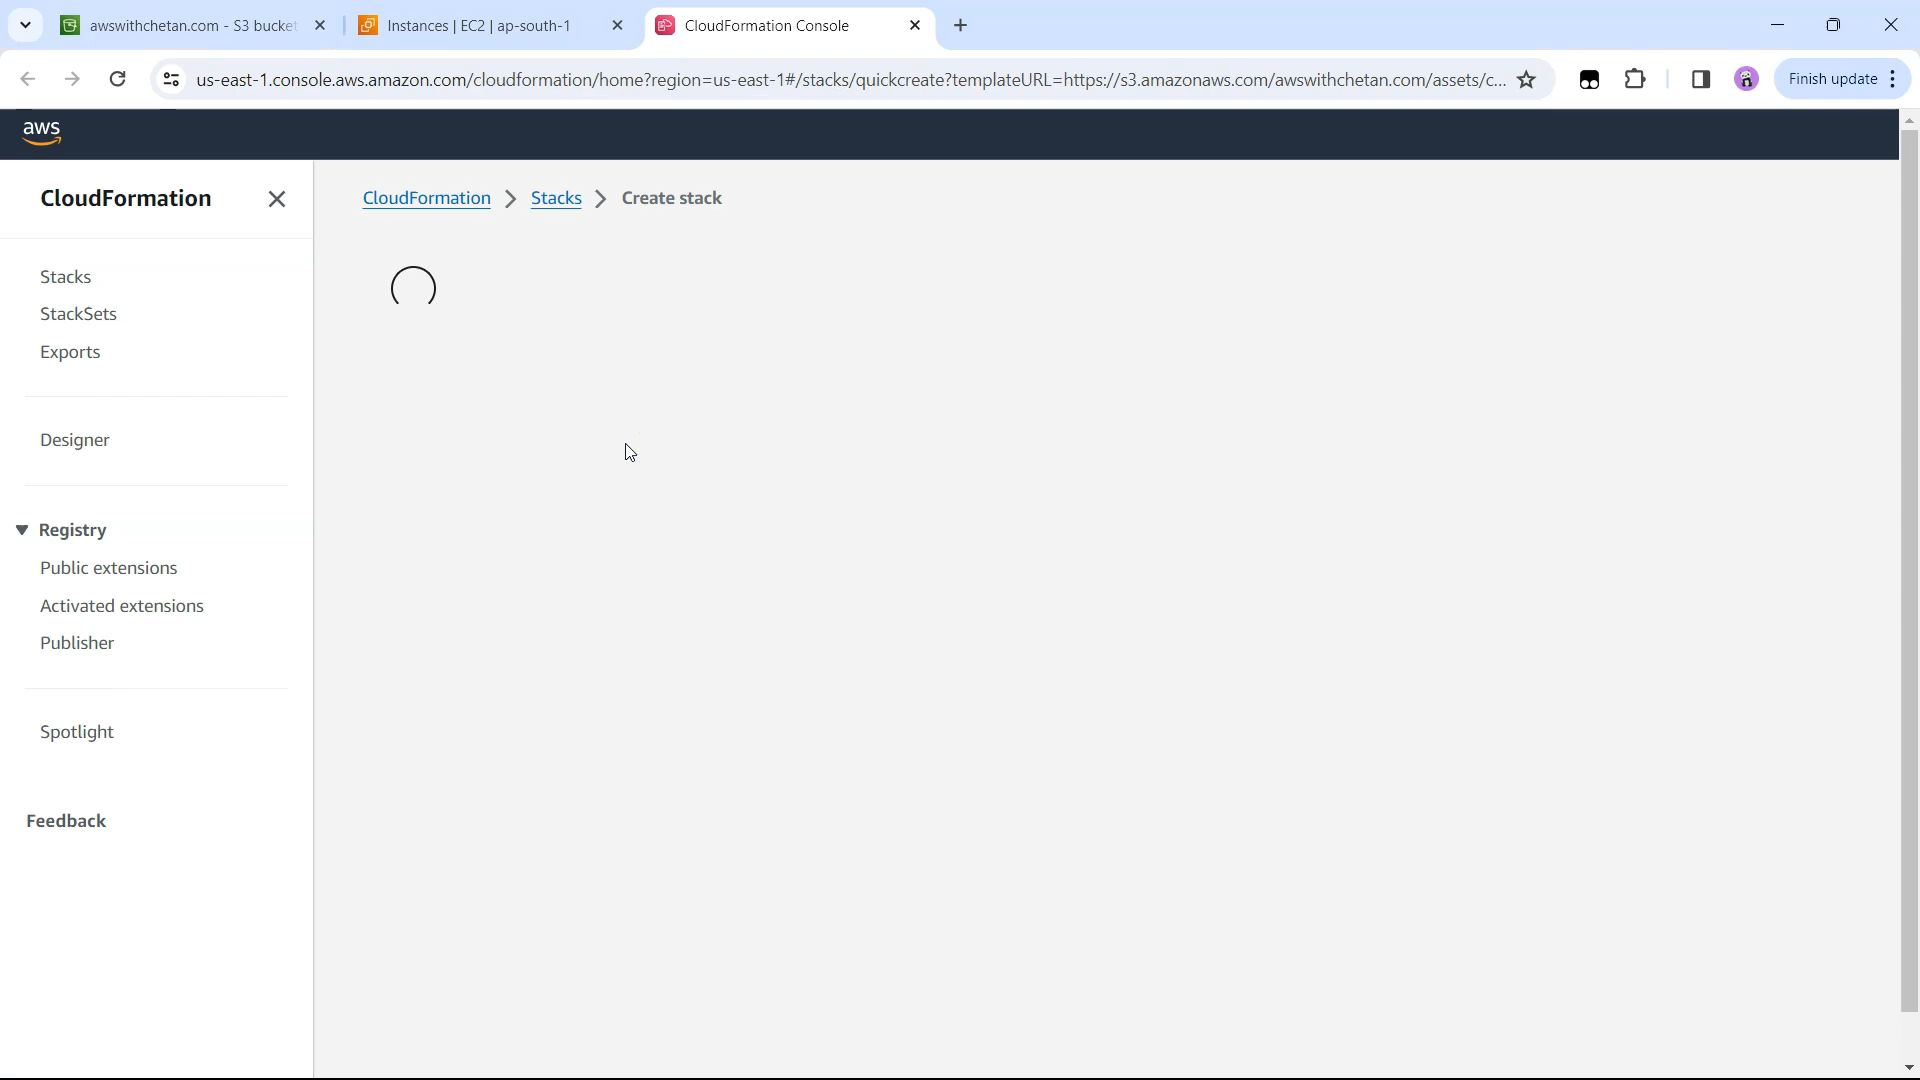 awswithchetan.com - S3 bucket
Instances | EC2 | ap-south-1
CloudFormation Console
us-east-1.console.aws.amazon.com/cloudformation/home?region=us-east-1#/stacks/quickcreate?templateURL=https://s3.amazonaws.com/awswithchetan.com/assets/c...
Finish update
aws
CloudFormation
CloudFormation > Stacks > Create stack
Stacks
StackSets
Exports
Designer
Registry
Public extensions
Activated extensions
Publisher
Spotlight
Feedback